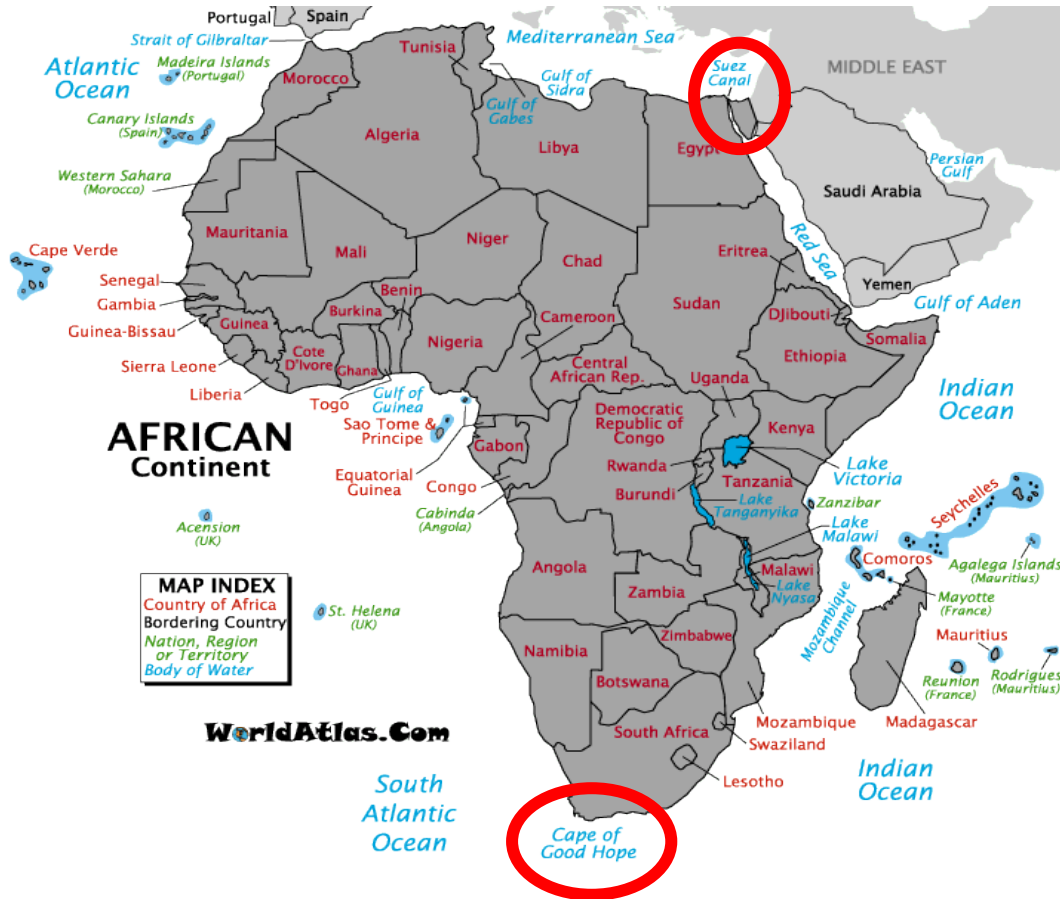 Portugal
Spain
Strait of Gilbraltar
Mediterranean Sea
Tunisia
Suez
Canal
MIDDLE EAST
Atlantic
Ocean
Madeira Islands
(Portugal)
Morocco
Gulf of
Sidra
Gulf of
Gabes
Canary Islands
(Spain)
Algeria
Libya
Egypt
Persian
Gulf
Western Sahara
(Morocco)
Saudi Arabia
Mauritania
Mali
Niger
Chad
Eritrea
Red Sea
Cape Verde
Senegal
Gambia
Guinea-Bissau
Benin
Burkina
Sudan
Yemen
Gulf of Aden
Guinea
Nigeria
Cameroon
DJibouti
Somalia
Sierra Leone
Cote
D'Ivore
Ghana
Central
African Rep.
Ethiopia
Liberia
Togo
Gulf of
Guinea
Uganda
Indian
Ocean
Sao Tome &
Principe
Democratic
Republic of
Congo
Kenya
AFRICAN
Continent
Gabon
Equatorial
Guinea
Congo
Rwanda
Burundi
Tanzania
Lake
Victoria
Cabinda
(Angola)
Lake
Tanganyika
Zanzibar
Seychelles
Acension
(UK)
Lake
Malawi
Angola
Malawi
Comoros
Agalega Islands
(Mauritius)
MAP INDEX
Country of Africa
Bordering Country
Nation, Region
or Territory
Body of Water
St. Helena
(UK)
Zambia
Lake
Nyasa
Mozambique
Channel
Mayotte
(France)
Namibia
Zimbabwe
Mauritius
Botswana
Reunion
(France)
Rodrigues
(Mauritius)
WorldAtlas.Com
South Africa
Mozambique
Madagascar
Swaziland
Lesotho
South
Atlantic
Ocean
Indian
Ocean
Cape of
Good Hope